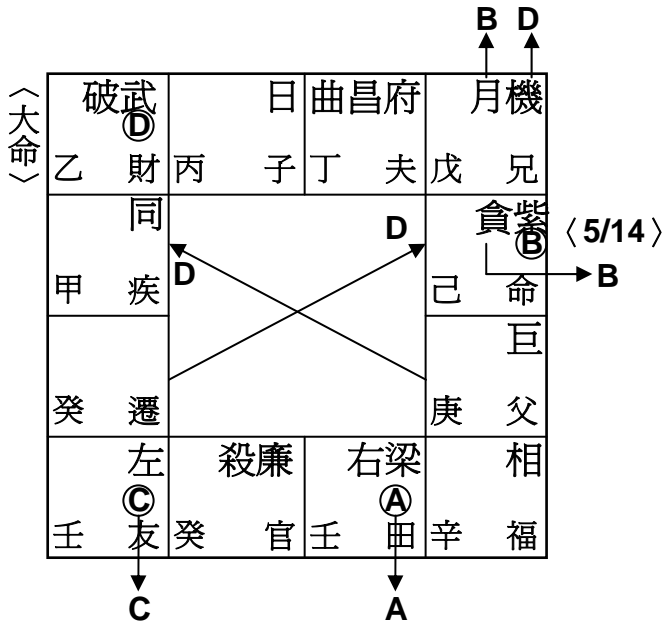 B D
〈大命〉
破武 日 曲昌府 月機
Ⓓ
乙 財 丙 子 丁 夫 戊 兄
同 貪紫 〈5/14〉
D D Ⓑ
B
甲 疾 己 命
巨
癸 遷 庚 父
左 殺廉 右梁 相
Ⓒ Ⓐ
壬 友 癸 官 壬 田 辛 福
C A